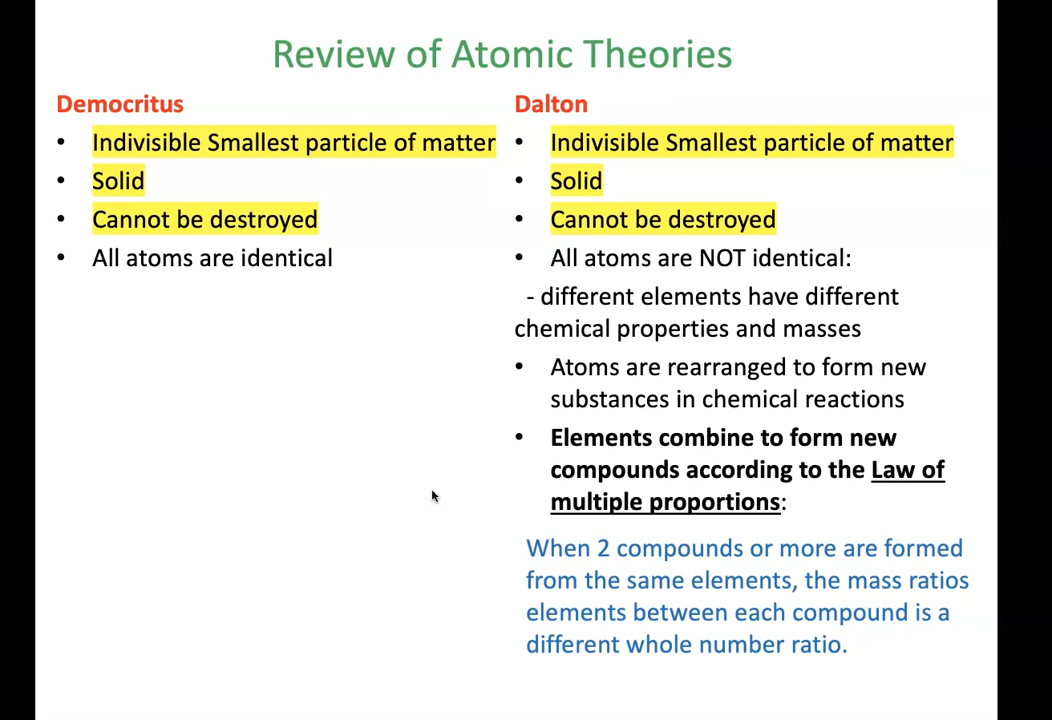 Review of Atomic Theories
Democritus
• Indivisible Smallest particle of matter
• Solid
• Cannot be destroyed
• All atoms are identical
Dalton
• Indivisible Smallest particle of matter
• Solid
• Cannot be destroyed
• All atoms are NOT identical:
- different elements have different
chemical properties and masses
• Atoms are rearranged to form new
substances in chemical reactions
• Elements combine to form new
compounds according to the Law of
multiple proportions:
When 2 compounds or more are formed
from the same elements, the mass ratios
elements between each compound is a
different whole number ratio.